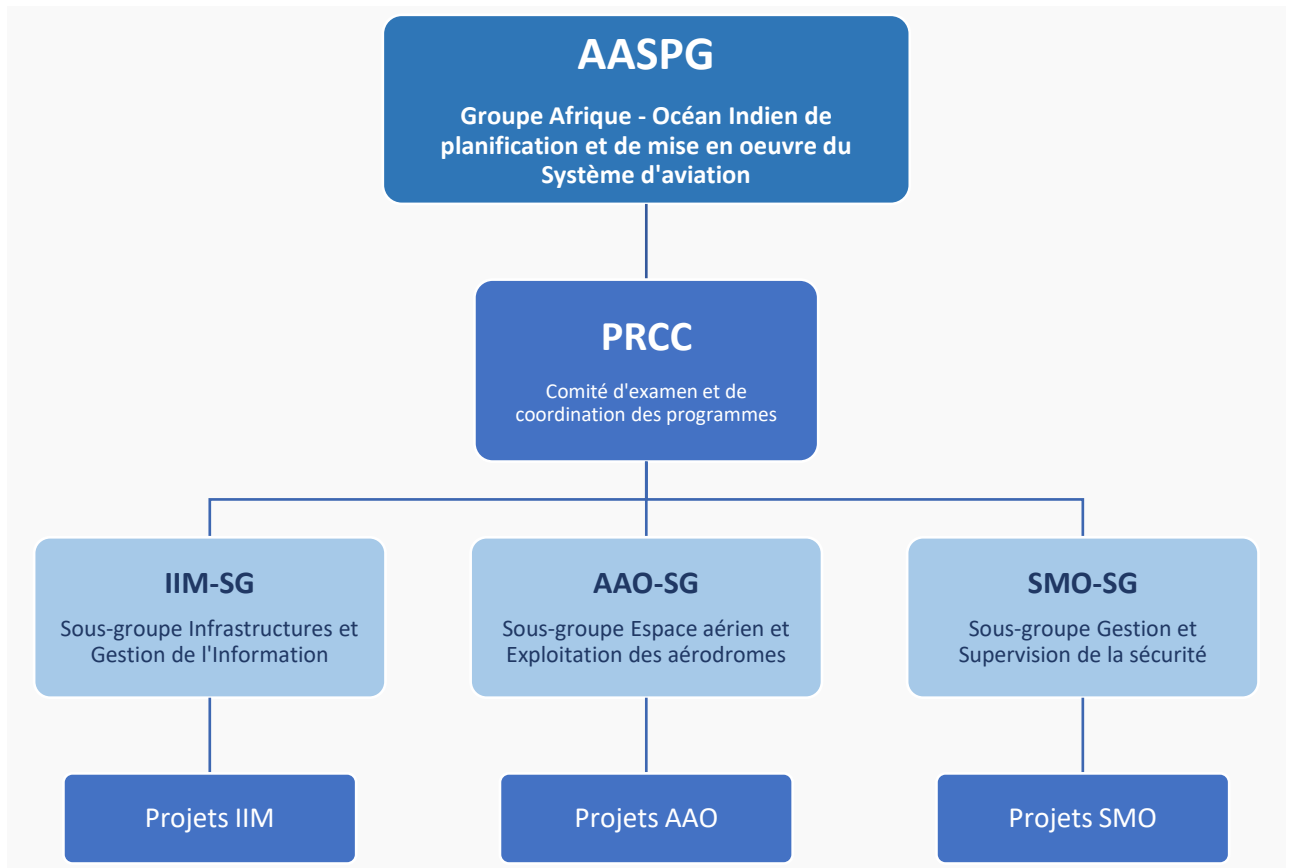 AASPG
Groupe Afrique - Océan Indien de
planification et de mise en oeuvre du
Système d'aviation
PRCC
Comité d'examen et de
coordination des programmes
IIM-SG
Sous-groupe Infrastructures et
Gestion de l'Information
AAO-SG
Sous-groupe Espace aérien et
Exploitation des aérodromes
SMO-SG
Sous-groupe Gestion et
Supervision de la sécurité
Projets IIM
Projets AAO
Projets SMO